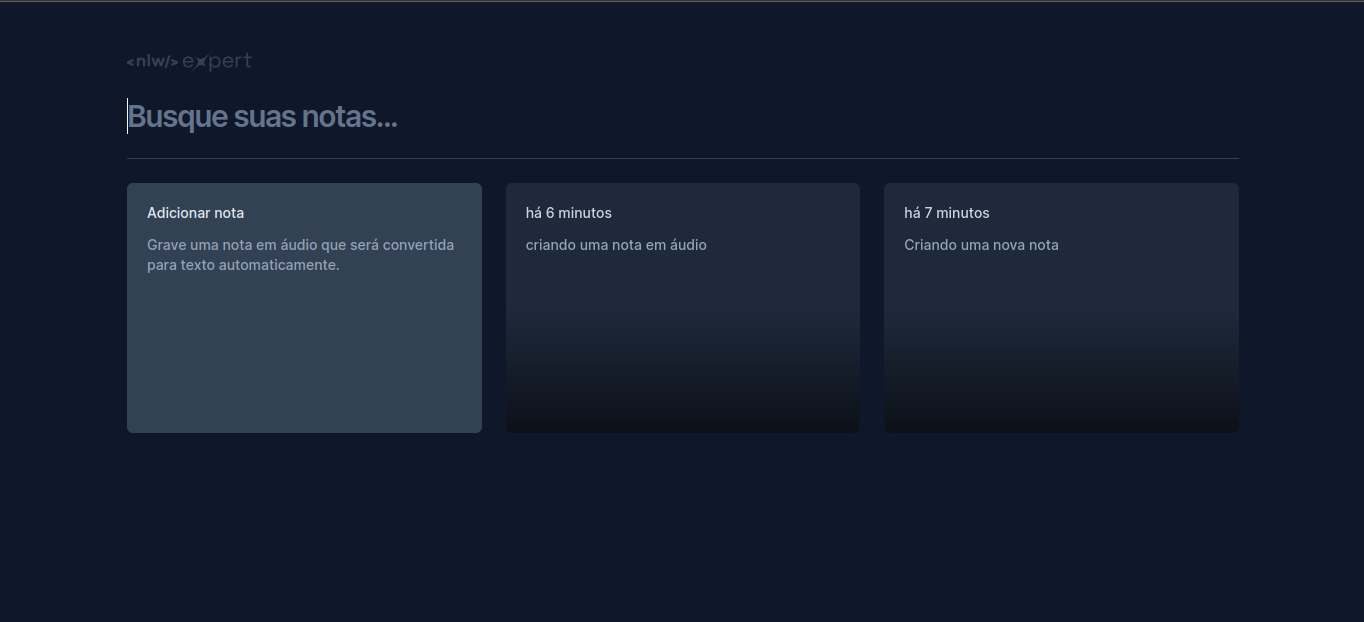 <nlw/> expert
Busque suas notas...
Adicionar nota
Grave uma nota em áudio que será convertida
para texto automaticamente.
há 6 minutos
criando uma nota em áudio
há 7 minutos
Criando uma nova nota